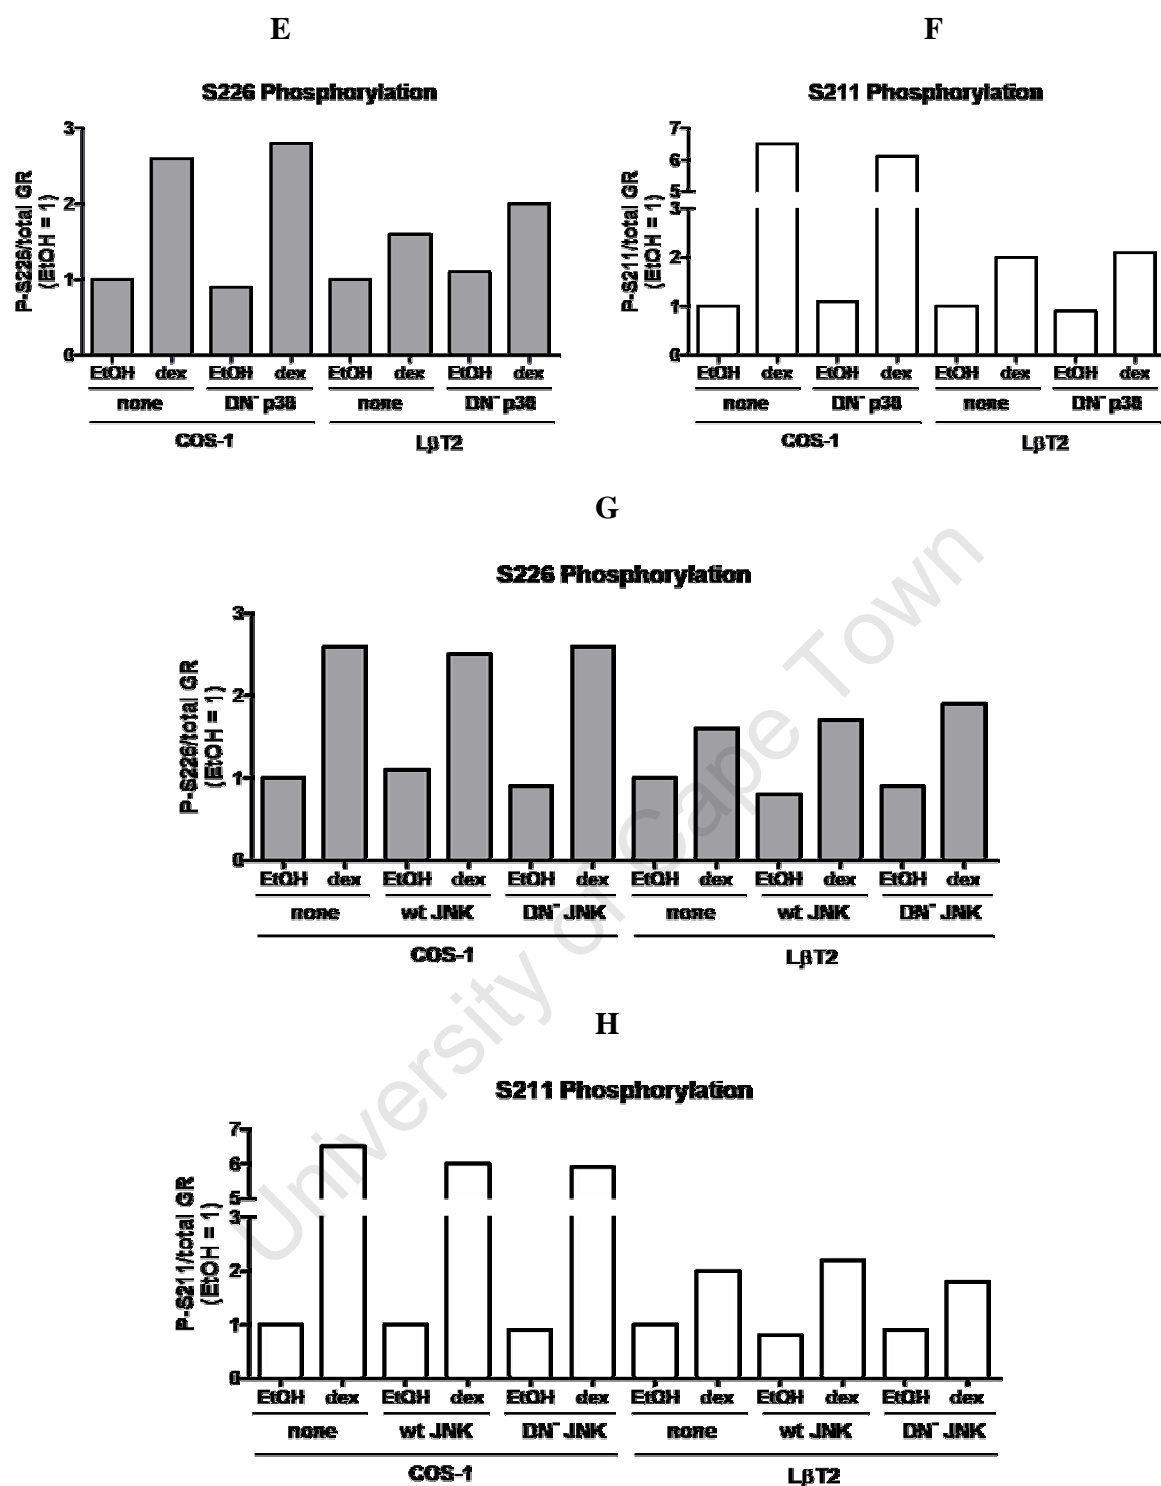 E
F
S226 Phosphorylation
S211 Phosphorylation
P-S226/total GR
(EtOH = 1)
3
2
1
0
EtOH dex EtOH dex EtOH dex EtOH dex
none DN⁻ p38 none DN⁻ p38
COS-1 LβT2
P-S211/total GR
(EtOH = 1)
7
6
5
3
2
1
0
EtOH dex EtOH dex EtOH dex EtOH dex
none DN⁻ p38 none DN⁻ p38
COS-1 LβT2
G
S226 Phosphorylation
P-S226/total GR
(EtOH = 1)
3
2
1
0
EtOH dex EtOH dex EtOH dex EtOH dex EtOH dex EtOH dex
none wt JNK DN⁻ JNK none wt JNK DN⁻ JNK
COS-1 LβT2
H
S211 Phosphorylation
P-S211/total GR
(EtOH = 1)
7
6
5
3
2
1
0
EtOH dex EtOH dex EtOH dex EtOH dex EtOH dex EtOH dex
none wt JNK DN⁻ JNK none wt JNK DN⁻ JNK
COS-1 LβT2
University of Cape Town